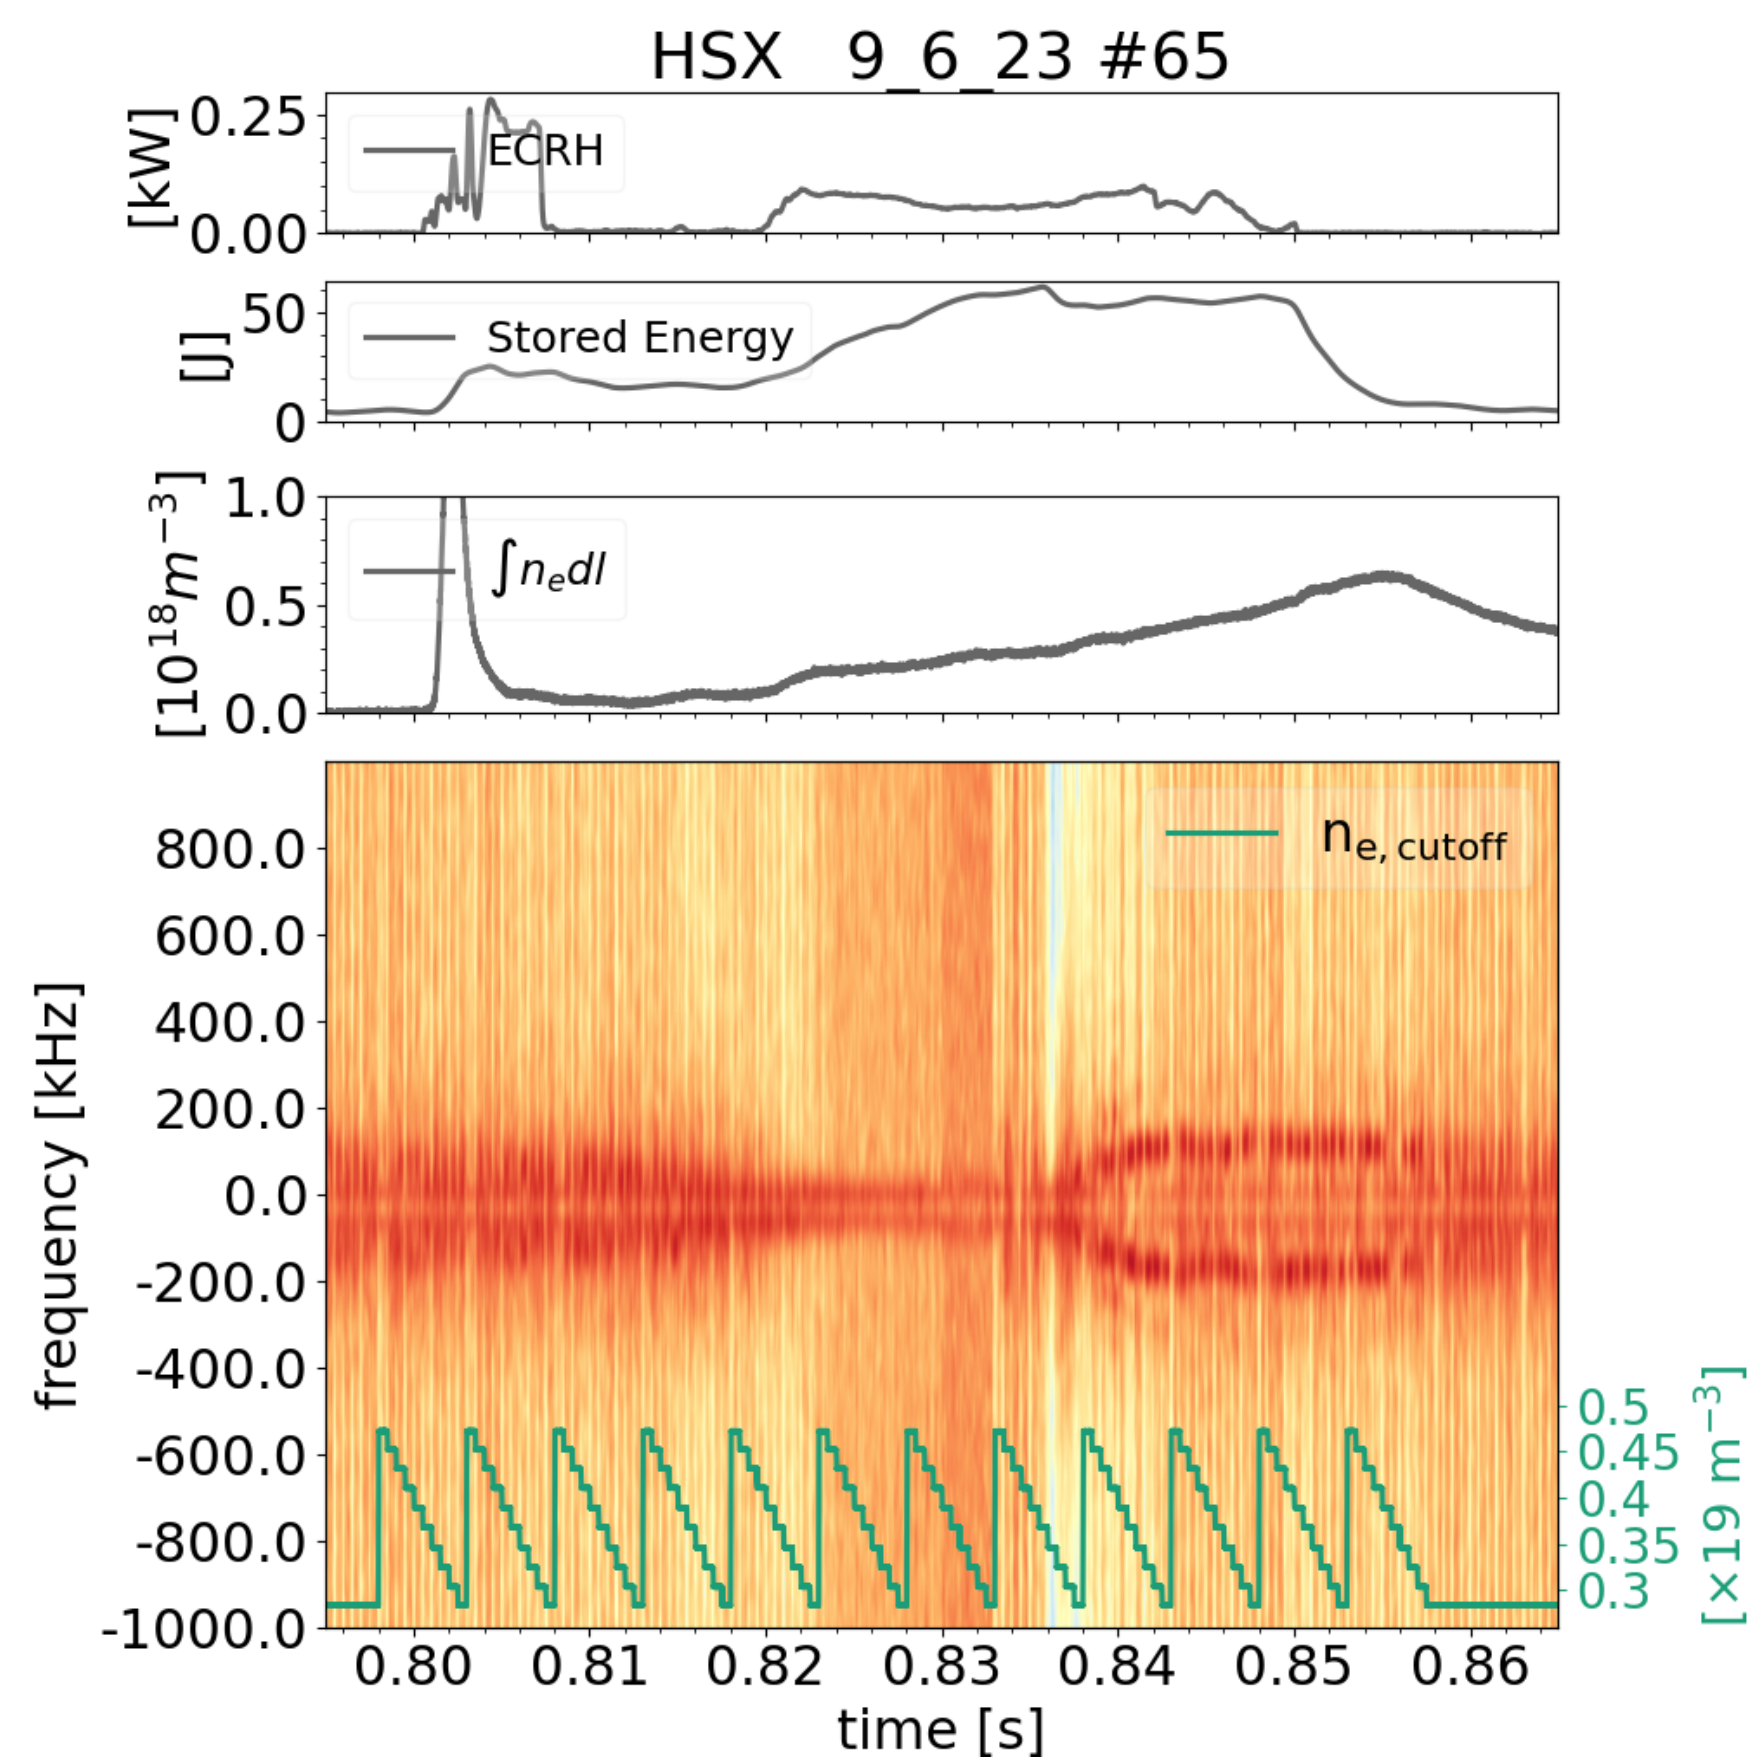 HSX 9_6_23 #65
[kW]
0.25
0.00
ECRH
[J]
50
0
Stored Energy
[10^18 m^−3]
1.0
0.5
0.0
∫n_e dl
frequency [kHz]
800.0
600.0
400.0
200.0
0.0
-200.0
-400.0
-600.0
-800.0
-1000.0
n_e, cutoff
0.5
0.45
0.4
0.35
0.3
[×19 m^−3]
0.80 0.81 0.82 0.83 0.84 0.85 0.86
time [s]